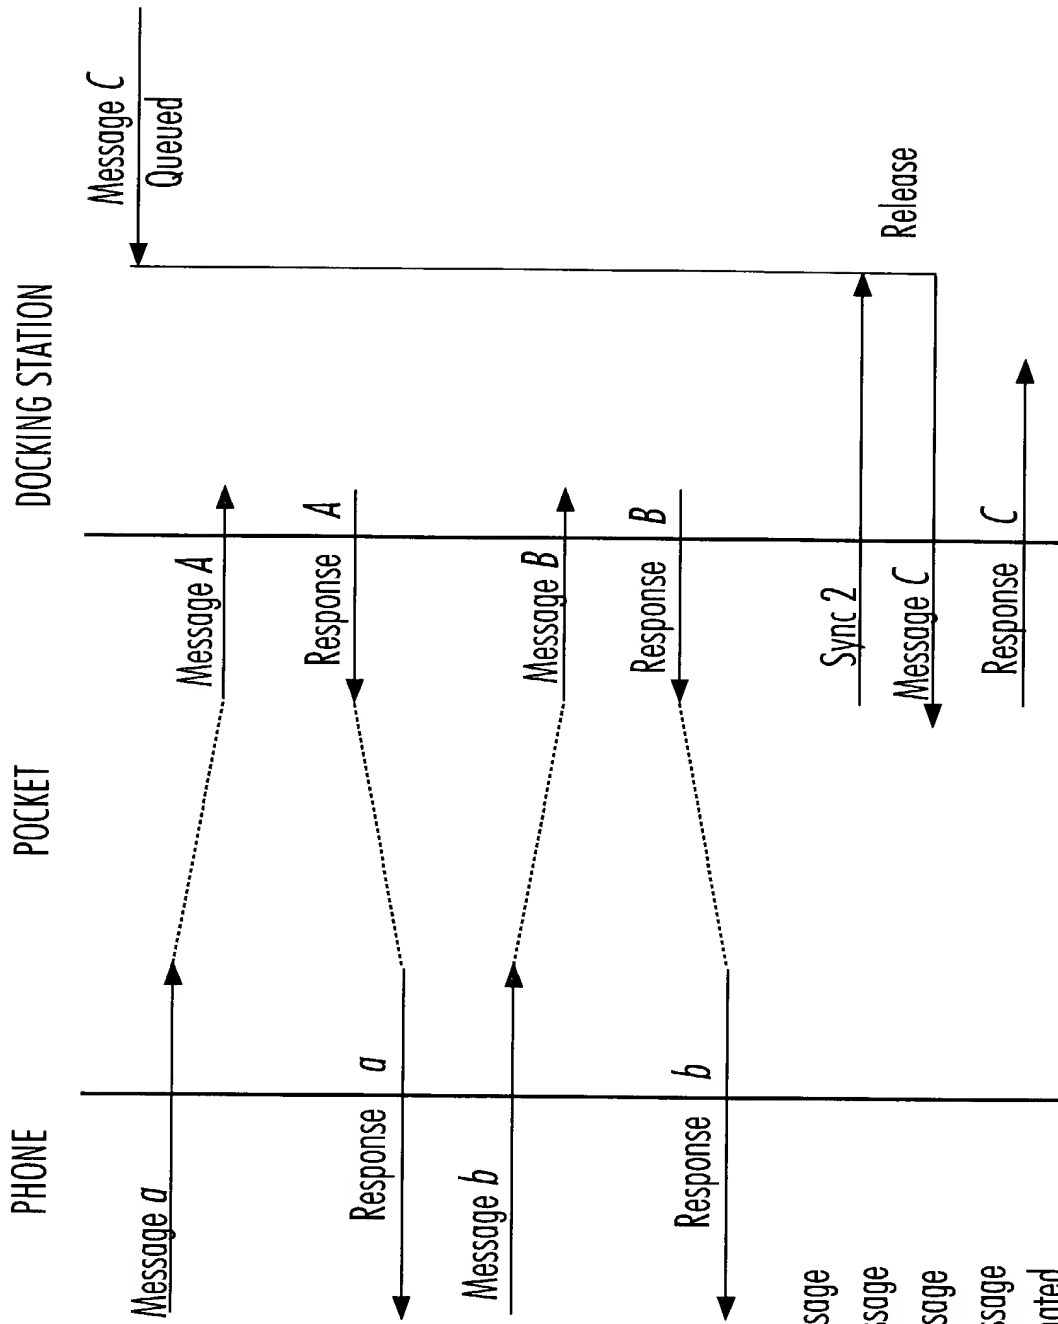 PHONE
POCKET
DOCKING STATION
Message C
Queued
Message a
Message A
Response A
Response a
Message b
Message B
Response B
Response b
Sync 2
Release
Message C
Response C